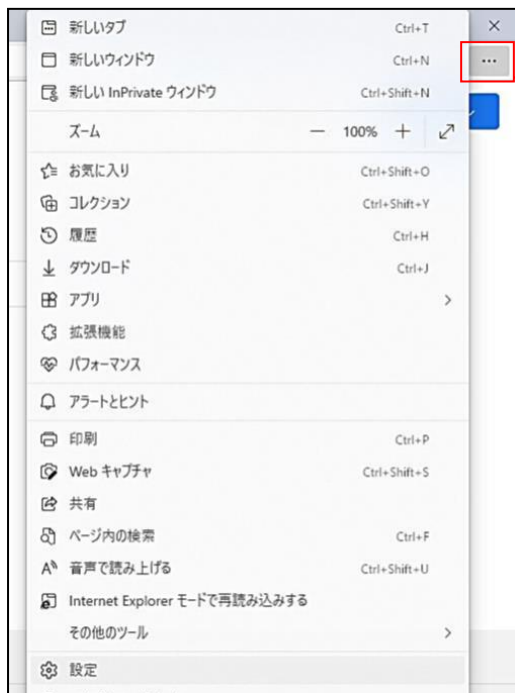 新しいタブ Ctrl+T
新しいウィンドウ Ctrl+N
新しい InPrivate ウィンドウ Ctrl+Shift+N
ズーム 100%
お気に入り Ctrl+Shift+O
コレクション Ctrl+Shift+Y
履歴 Ctrl+H
ダウンロード Ctrl+J
アプリ
拡張機能
パフォーマンス
アラートとヒント
印刷 Ctrl+P
Web キャプチャ Ctrl+Shift+S
共有
ページ内の検索 Ctrl+F
音声で読み上げる Ctrl+Shift+U
Internet Explorer モードで再読み込みする
その他のツール
設定